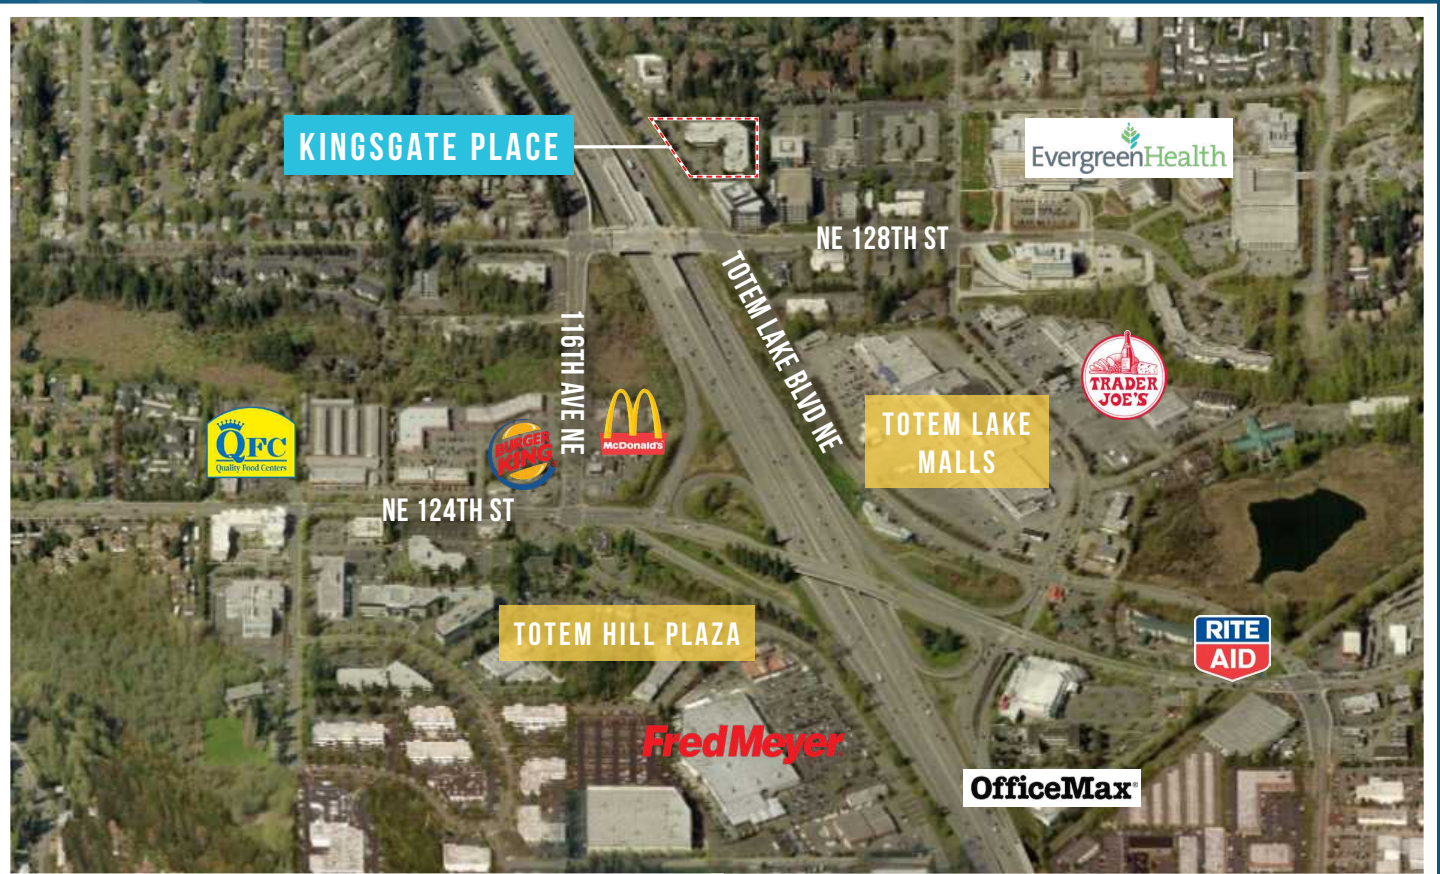 KINGSGATE PLACE
EvergreenHealth
NE 128TH ST
TOTEM LAKE BLVD NE
116TH AVE NE
TRADER
JOE'S
QFC
Quality Food Centers
BURGER
KING
McDonald's
TOTEM LAKE
MALLS
NE 124TH ST
TOTEM HILL PLAZA
RITE
AID
FredMeyer
OfficeMax®